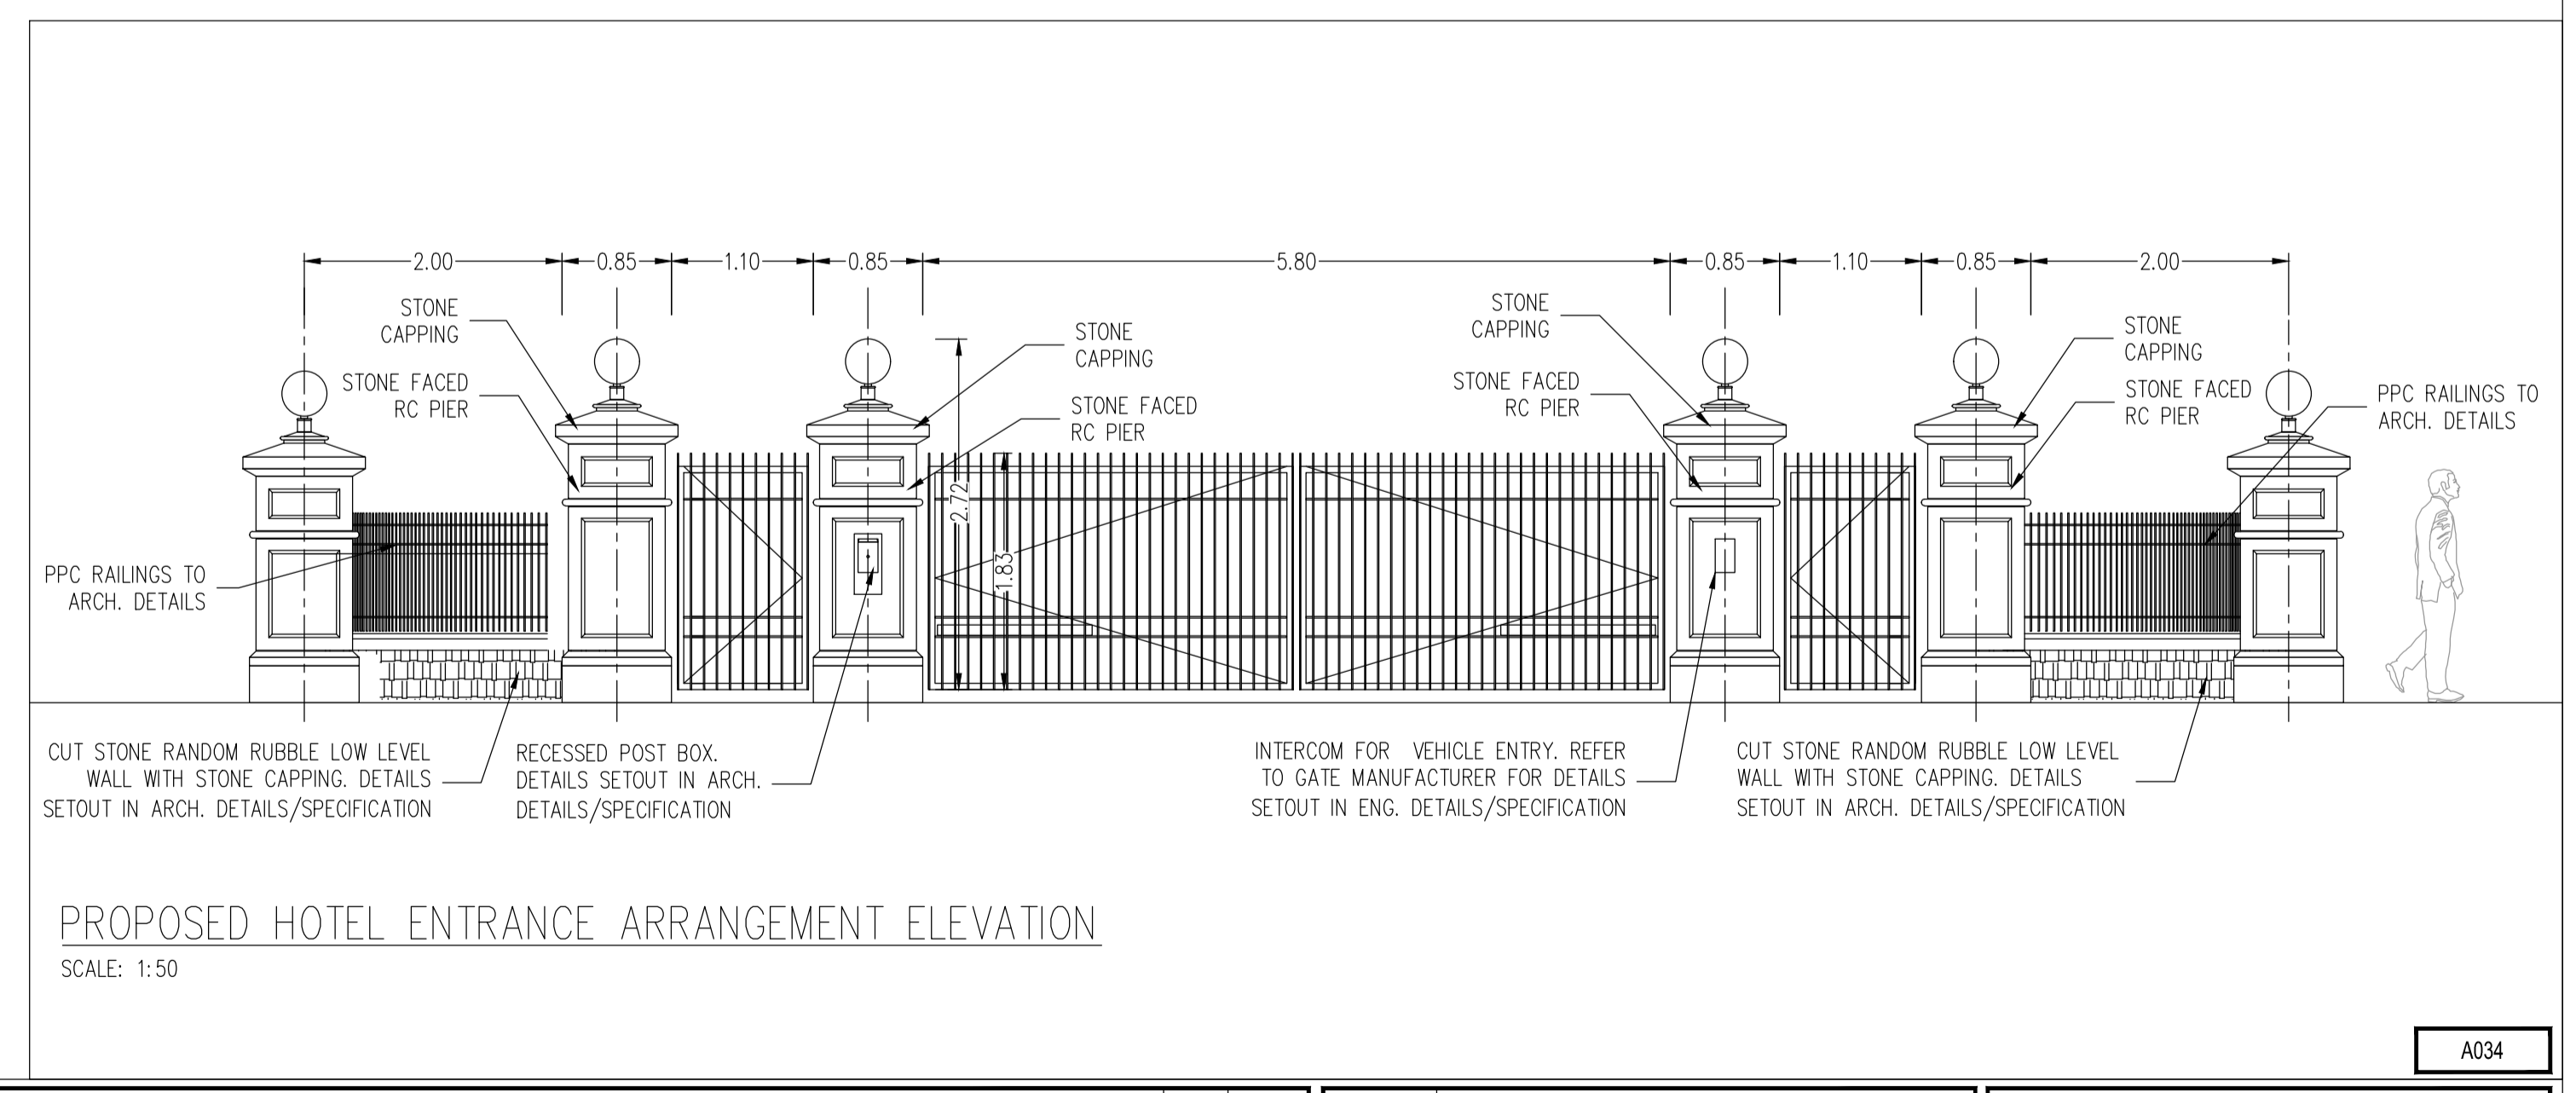 2.00
0.85
1.10
0.85
5.80
0.85
1.10
0.85
2.00
STONE
CAPPING
STONE FACED
RC PIER
STONE
CAPPING
STONE FACED
RC PIER
STONE
CAPPING
STONE FACED
RC PIER
STONE
CAPPING
STONE FACED
RC PIER
PPC RAILINGS TO
ARCH. DETAILS
2.72
1.83
PPC RAILINGS TO
ARCH. DETAILS
CUT STONE RANDOM RUBBLE LOW LEVEL
WALL WITH STONE CAPPING. DETAILS
SETOUT IN ARCH. DETAILS/SPECIFICATION
RECESSED POST BOX.
DETAILS SETOUT IN ARCH.
DETAILS/SPECIFICATION
INTERCOM FOR VEHICLE ENTRY. REFER
TO GATE MANUFACTURER FOR DETAILS
SETOUT IN ENG. DETAILS/SPECIFICATION
CUT STONE RANDOM RUBBLE LOW LEVEL
WALL WITH STONE CAPPING. DETAILS
SETOUT IN ARCH. DETAILS/SPECIFICATION
PROPOSED HOTEL ENTRANCE ARRANGEMENT ELEVATION
SCALE: 1:50
A034